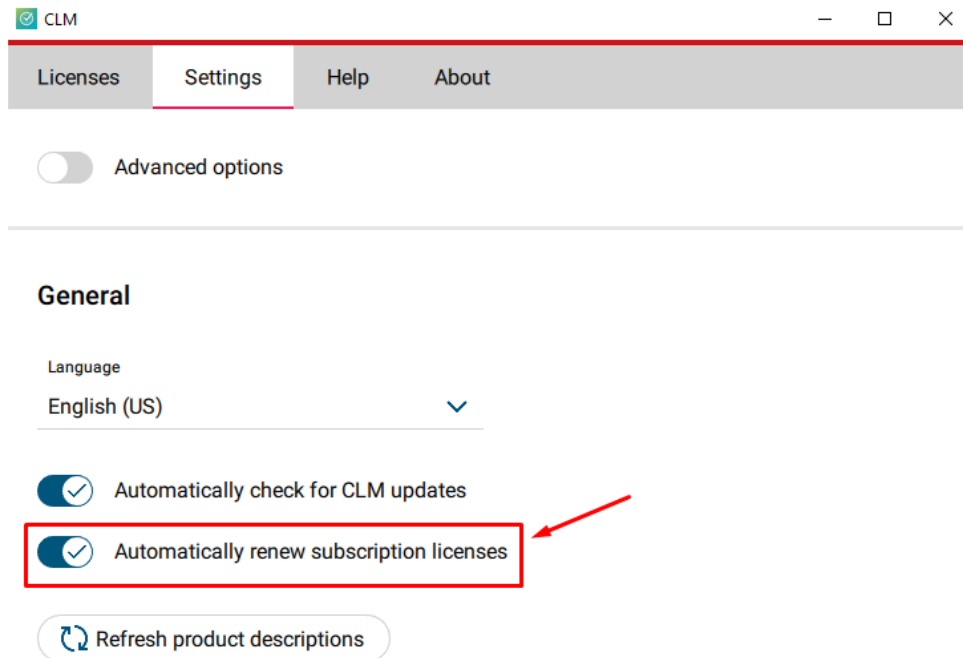 CLM
Licenses Settings Help About
Advanced options
General
Language
English (US)
Automatically check for CLM updates
Automatically renew subscription licenses
Refresh product descriptions